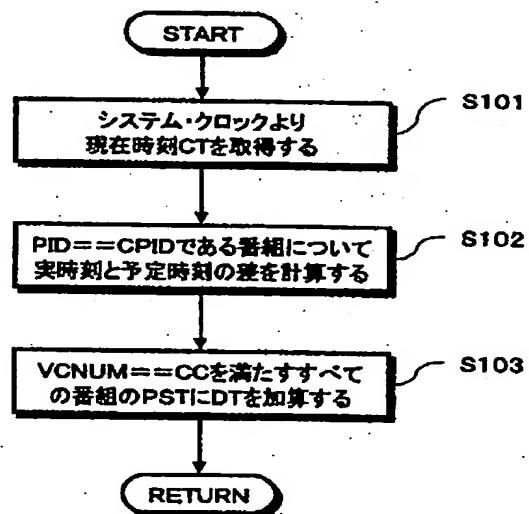 START
システム・クロックより
現在時刻CTを取得する
S101
PID==CPIDである番組について
実時刻と予定時刻の差を計算する
S102
VCNUM==CCを満たすすべて
の番組のPSTにDTを加算する
S103
RETURN